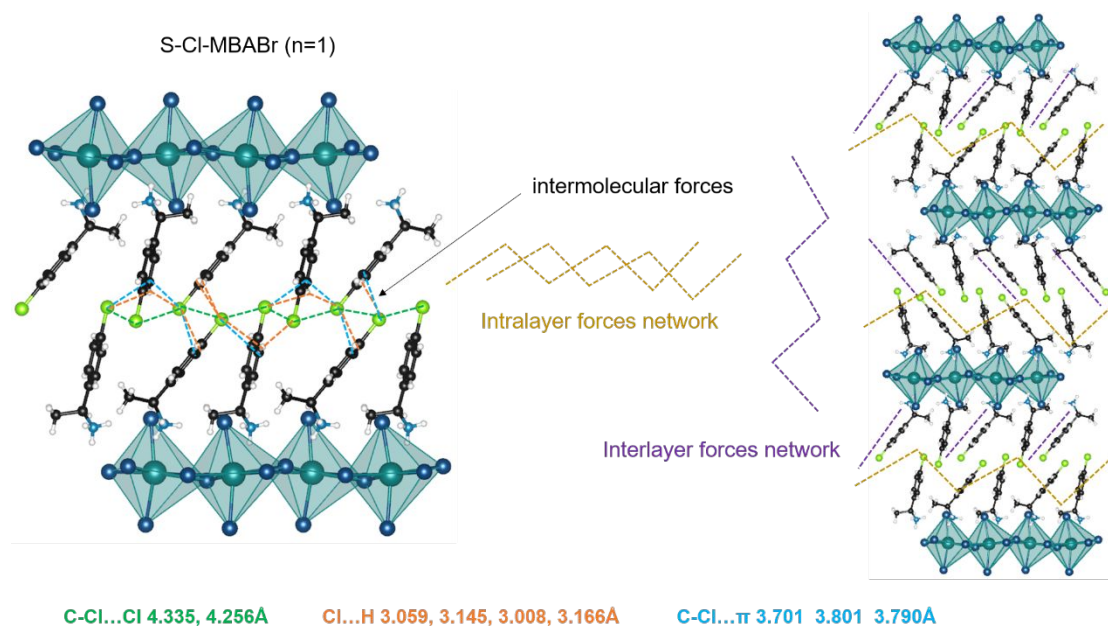 S-Cl-MBABr (n=1)
intermolecular forces
Intralayer forces network
Interlayer forces network
C-Cl...Cl 4.335, 4.256Å
Cl...H 3.059, 3.145, 3.008, 3.166Å
C-Cl...π 3.701 3.801 3.790Å